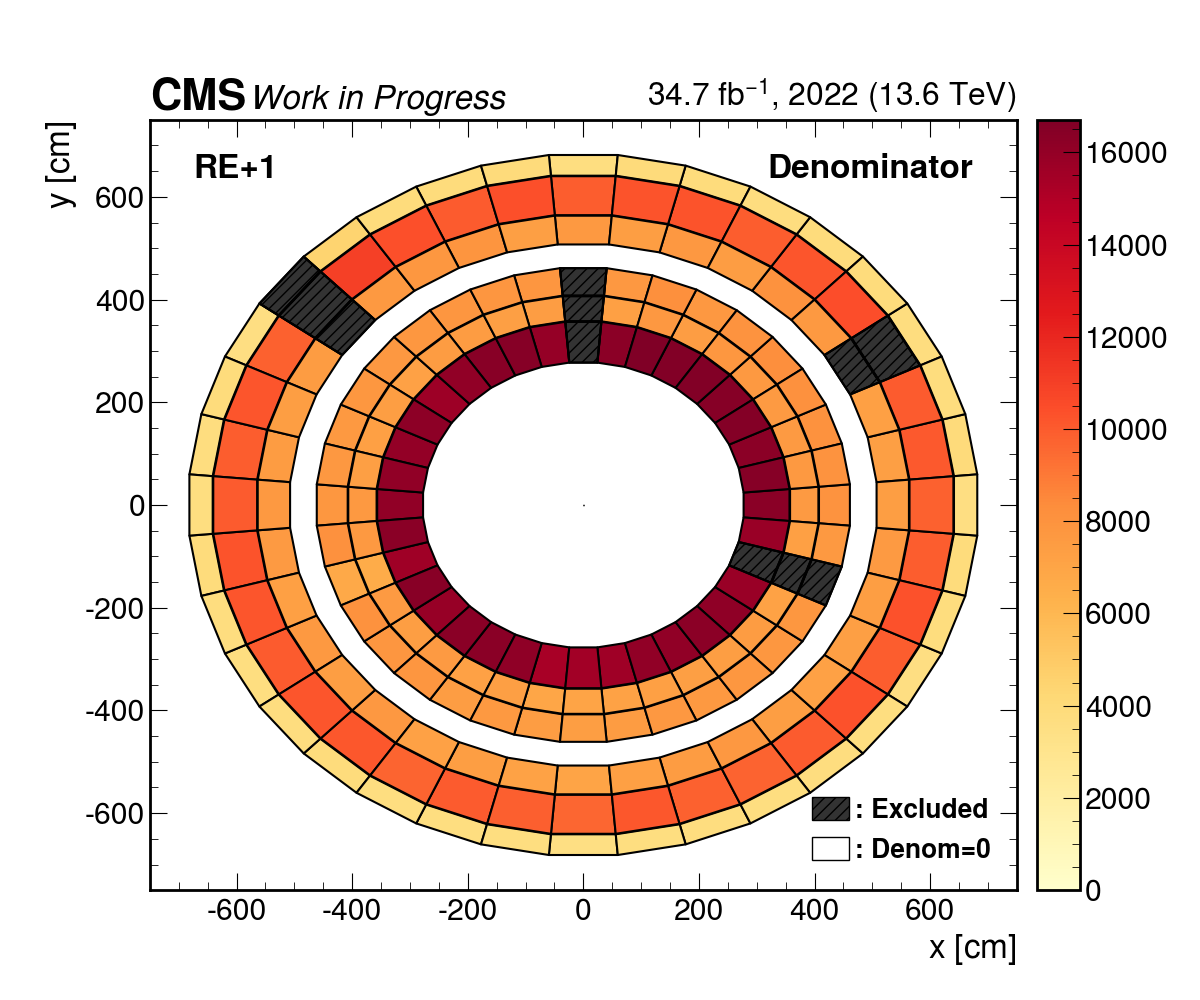 CMS Work in Progress
34.7 fb⁻¹, 2022 (13.6 TeV)
y [cm]
RE+1
Denominator
600
400
200
0
-200
-400
-600
-600 -400 -200 0 200 400 600
x [cm]
: Excluded
: Denom=0
16000
14000
12000
10000
8000
6000
4000
2000
0